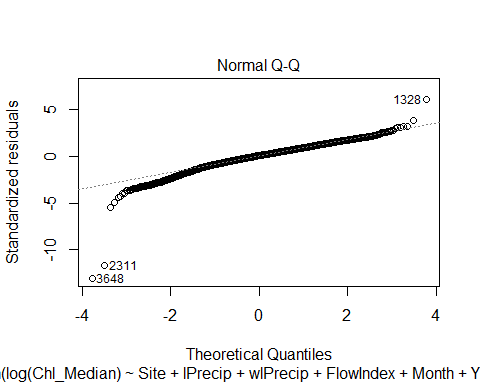 Normal Q-Q
Standardized residuals
5
0
-5
-10
1328
2311
3648
-4 -2 0 2 4
Theoretical Quantiles
(log(Chl_Median) ~ Site + lPrecip + wlPrecip + FlowIndex + Month + Y